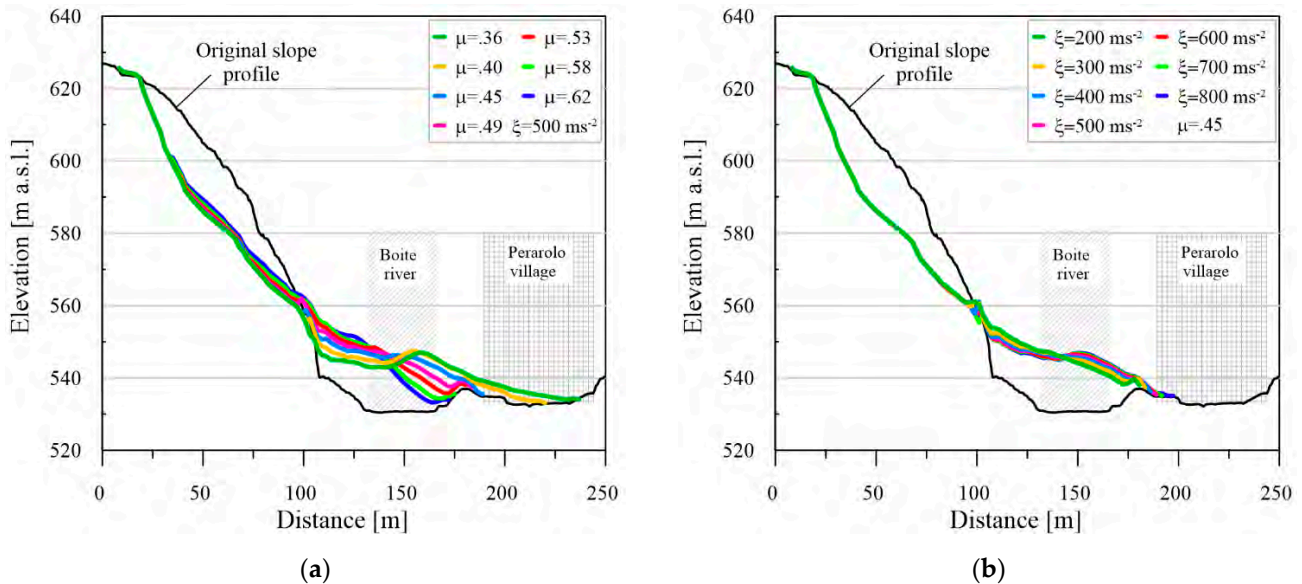 640
620
600
580
560
540
520
Elevation [m a.s.l.]
Original slope
profile
μ=.36 μ=.53
μ=.40 μ=.58
μ=.45 μ=.62
μ=.49 ξ=500 ms⁻²
Boite
river
Perarolo
village
0 50 100 150 200 250
Distance [m]
(a)
640
620
600
580
560
540
520
Elevation [m a.s.l.]
Original slope
profile
ξ=200 ms⁻² ξ=600 ms⁻²
ξ=300 ms⁻² ξ=700 ms⁻²
ξ=400 ms⁻² ξ=800 ms⁻²
ξ=500 ms⁻² μ=.45
Boite
river
Perarolo
village
0 50 100 150 200 250
Distance [m]
(b)